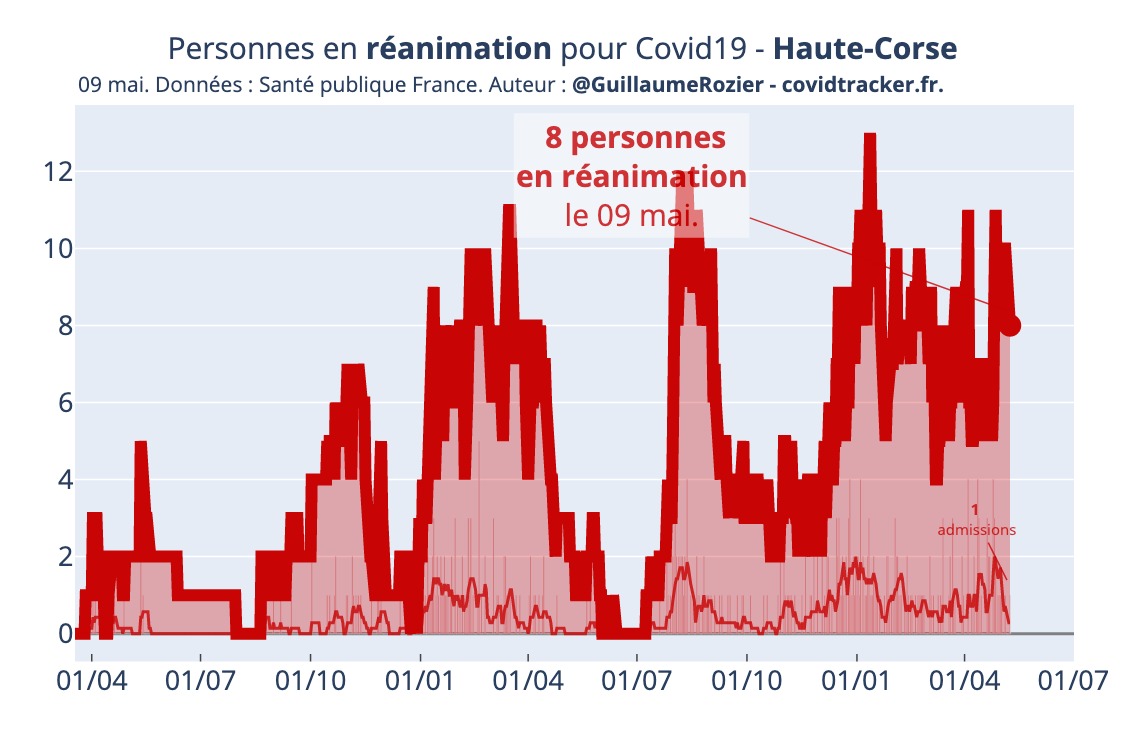 Personnes en réanimation pour Covid19 - Haute-Corse
09 mai. Données : Santé publique France. Auteur : @GuillaumeRozier - covidtracker.fr.
8 personnes
en réanimation
le 09 mai.
12
10
8
6
4
2
0
1
admissions
01/04 01/07 01/10 01/01 01/04 01/07 01/10 01/01 01/04 01/07